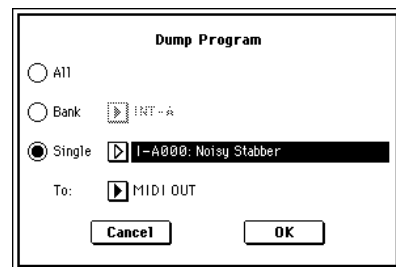 Dump Program
All
Bank INT-A
Single I-A000: Noisy Stabber
To: MIDI OUT
Cancel OK